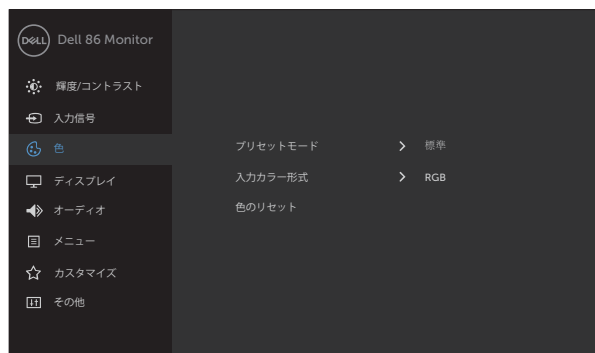 DELL Dell 86 Monitor
輝度/コントラスト
入力信号
色
プリセットモード 標準
ディスプレイ
入力カラー形式 RGB
オーディオ
色のリセット
メニュー
カスタマイズ
その他